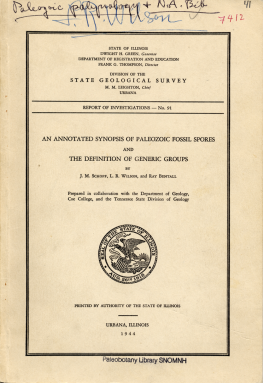 Paleozoic palynology + N.A. Bib
L.R. Wilson
7412
STATE OF ILLINOIS
DWIGHT H. GREEN, Governor
DEPARTMENT OF REGISTRATION AND EDUCATION
FRANK G. THOMPSON, Director
DIVISION OF THE
STATE GEOLOGICAL SURVEY
M. M. LEIGHTON, Chief
URBANA
REPORT OF INVESTIGATIONS — No. 91
AN ANNOTATED SYNOPSIS OF PALEOZOIC FOSSIL SPORES
AND
THE DEFINITION OF GENERIC GROUPS
BY
J. M. SCHOPF, L. R. WILSON, AND RAY BENTALL
Prepared in collaboration with the Department of Geology,
Coe College, and the Tennessee State Division of Geology
PRINTED BY AUTHORITY OF THE STATE OF ILLINOIS
URBANA, ILLINOIS
1944
Paleobotany Library SNOMNH